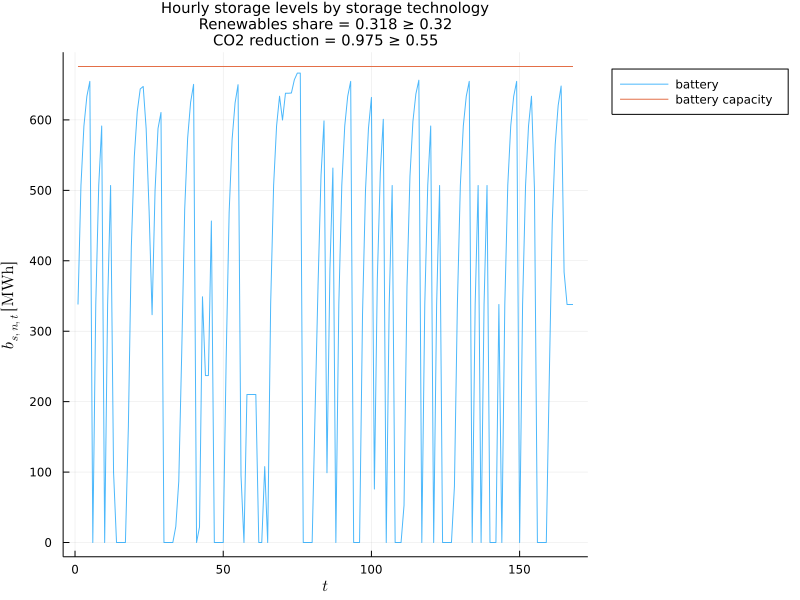 Hourly storage levels by storage technology
Renewables share = 0.318 ≥ 0.32
CO2 reduction = 0.975 ≥ 0.55
battery
battery capacity
600
500
400
300
200
100
0
b_{s, n, t} [MWh]
0 50 100 150
t